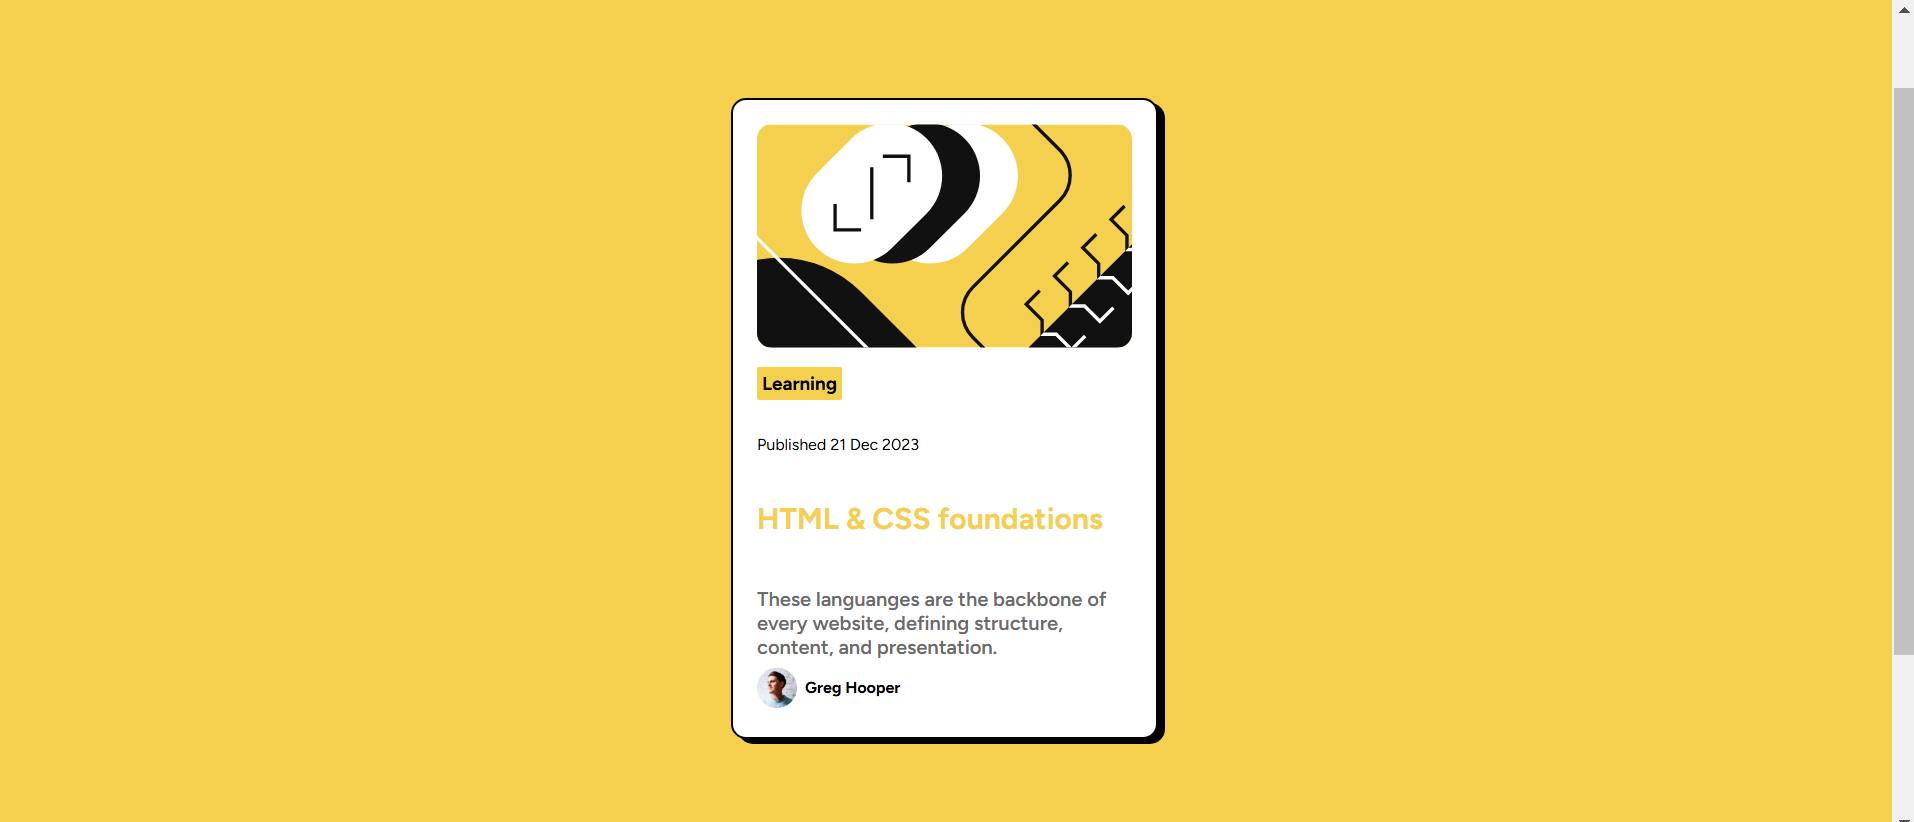 Learning
Published 21 Dec 2023
HTML & CSS foundations
These languanges are the backbone of
every website, defining structure,
content, and presentation.
Greg Hooper